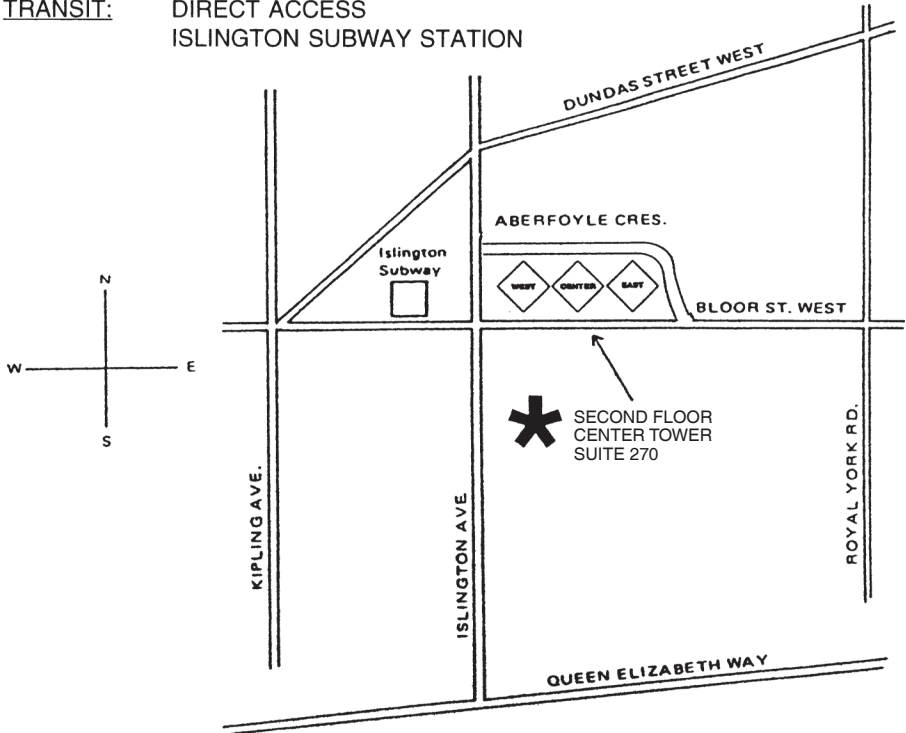 TRANSIT: DIRECT ACCESS
ISLINGTON SUBWAY STATION
DUNDAS STREET WEST
ABERFOYLE CRES.
Islington
Subway
WEST CENTER EAST
BLOOR ST. WEST
N
W E
S
SECOND FLOOR
CENTER TOWER
SUITE 270
KIPLING AVE.
ISLINGTON AVE
ROYAL YORK RD.
QUEEN ELIZABETH WAY